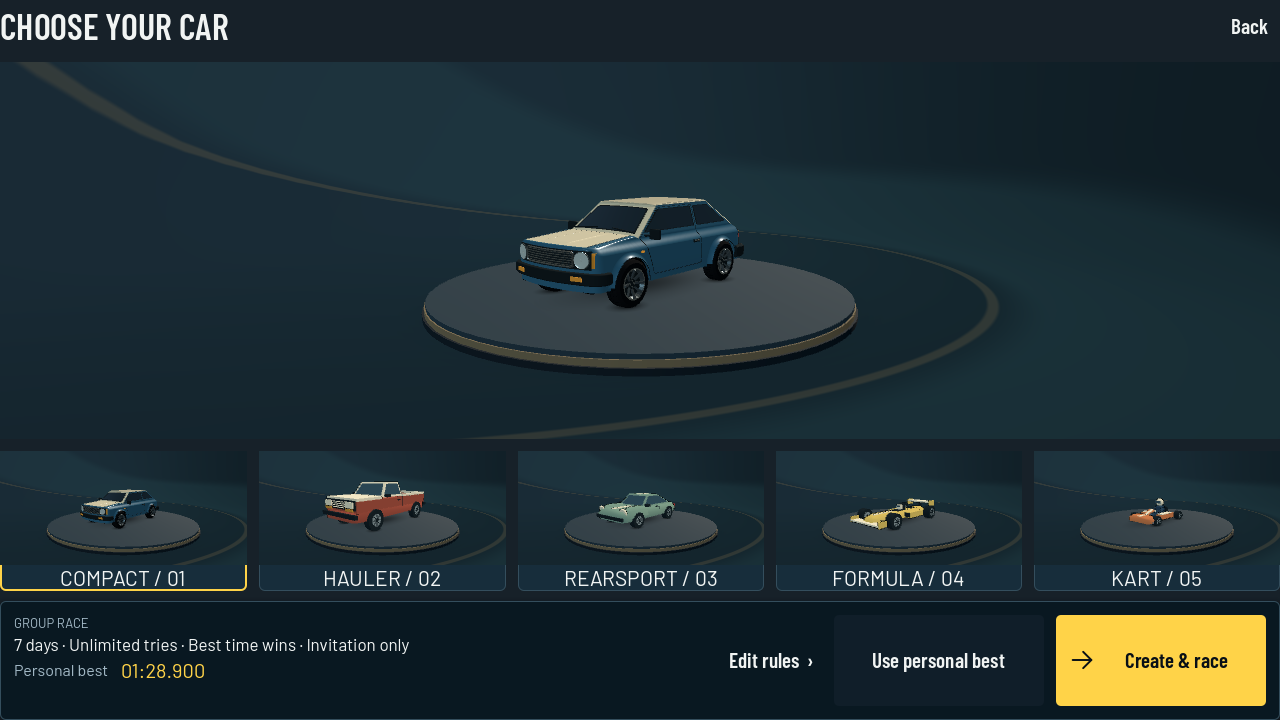 CHOOSE YOUR CAR
Back
COMPACT / 01
HAULER / 02
REARSPORT / 03
FORMULA / 04
KART / 05
GROUP RACE
7 days · Unlimited tries · Best time wins · Invitation only
Personal best 01:28.900
Edit rules ›
Use personal best
Create & race